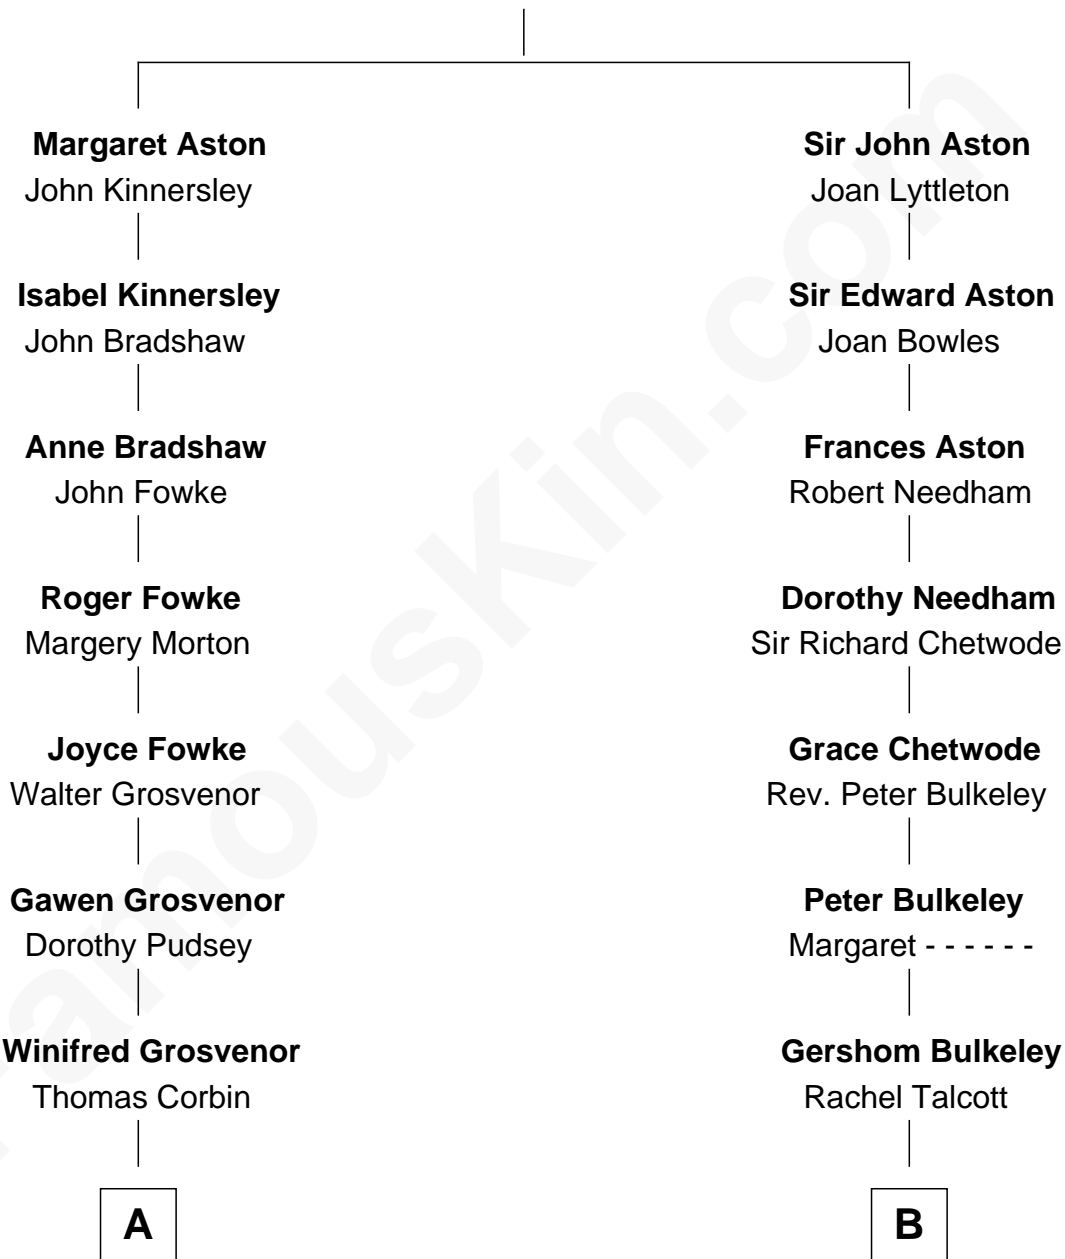 Margaret Aston
John Kinnersley
Isabel Kinnersley
John Bradshaw
Anne Bradshaw
John Fowke
Roger Fowke
Margery Morton
Joyce Fowke
Walter Grosvenor
Gawen Grosvenor
Dorothy Pudsey
Winifred Grosvenor
Thomas Corbin
A
Sir John Aston
Joan Lyttleton
Sir Edward Aston
Joan Bowles
Frances Aston
Robert Needham
Dorothy Needham
Sir Richard Chetwode
Grace Chetwode
Rev. Peter Bulkeley
Peter Bulkeley
Margaret - - - - - -
Gershom Bulkeley
Rachel Talcott
B
FamousKin.com